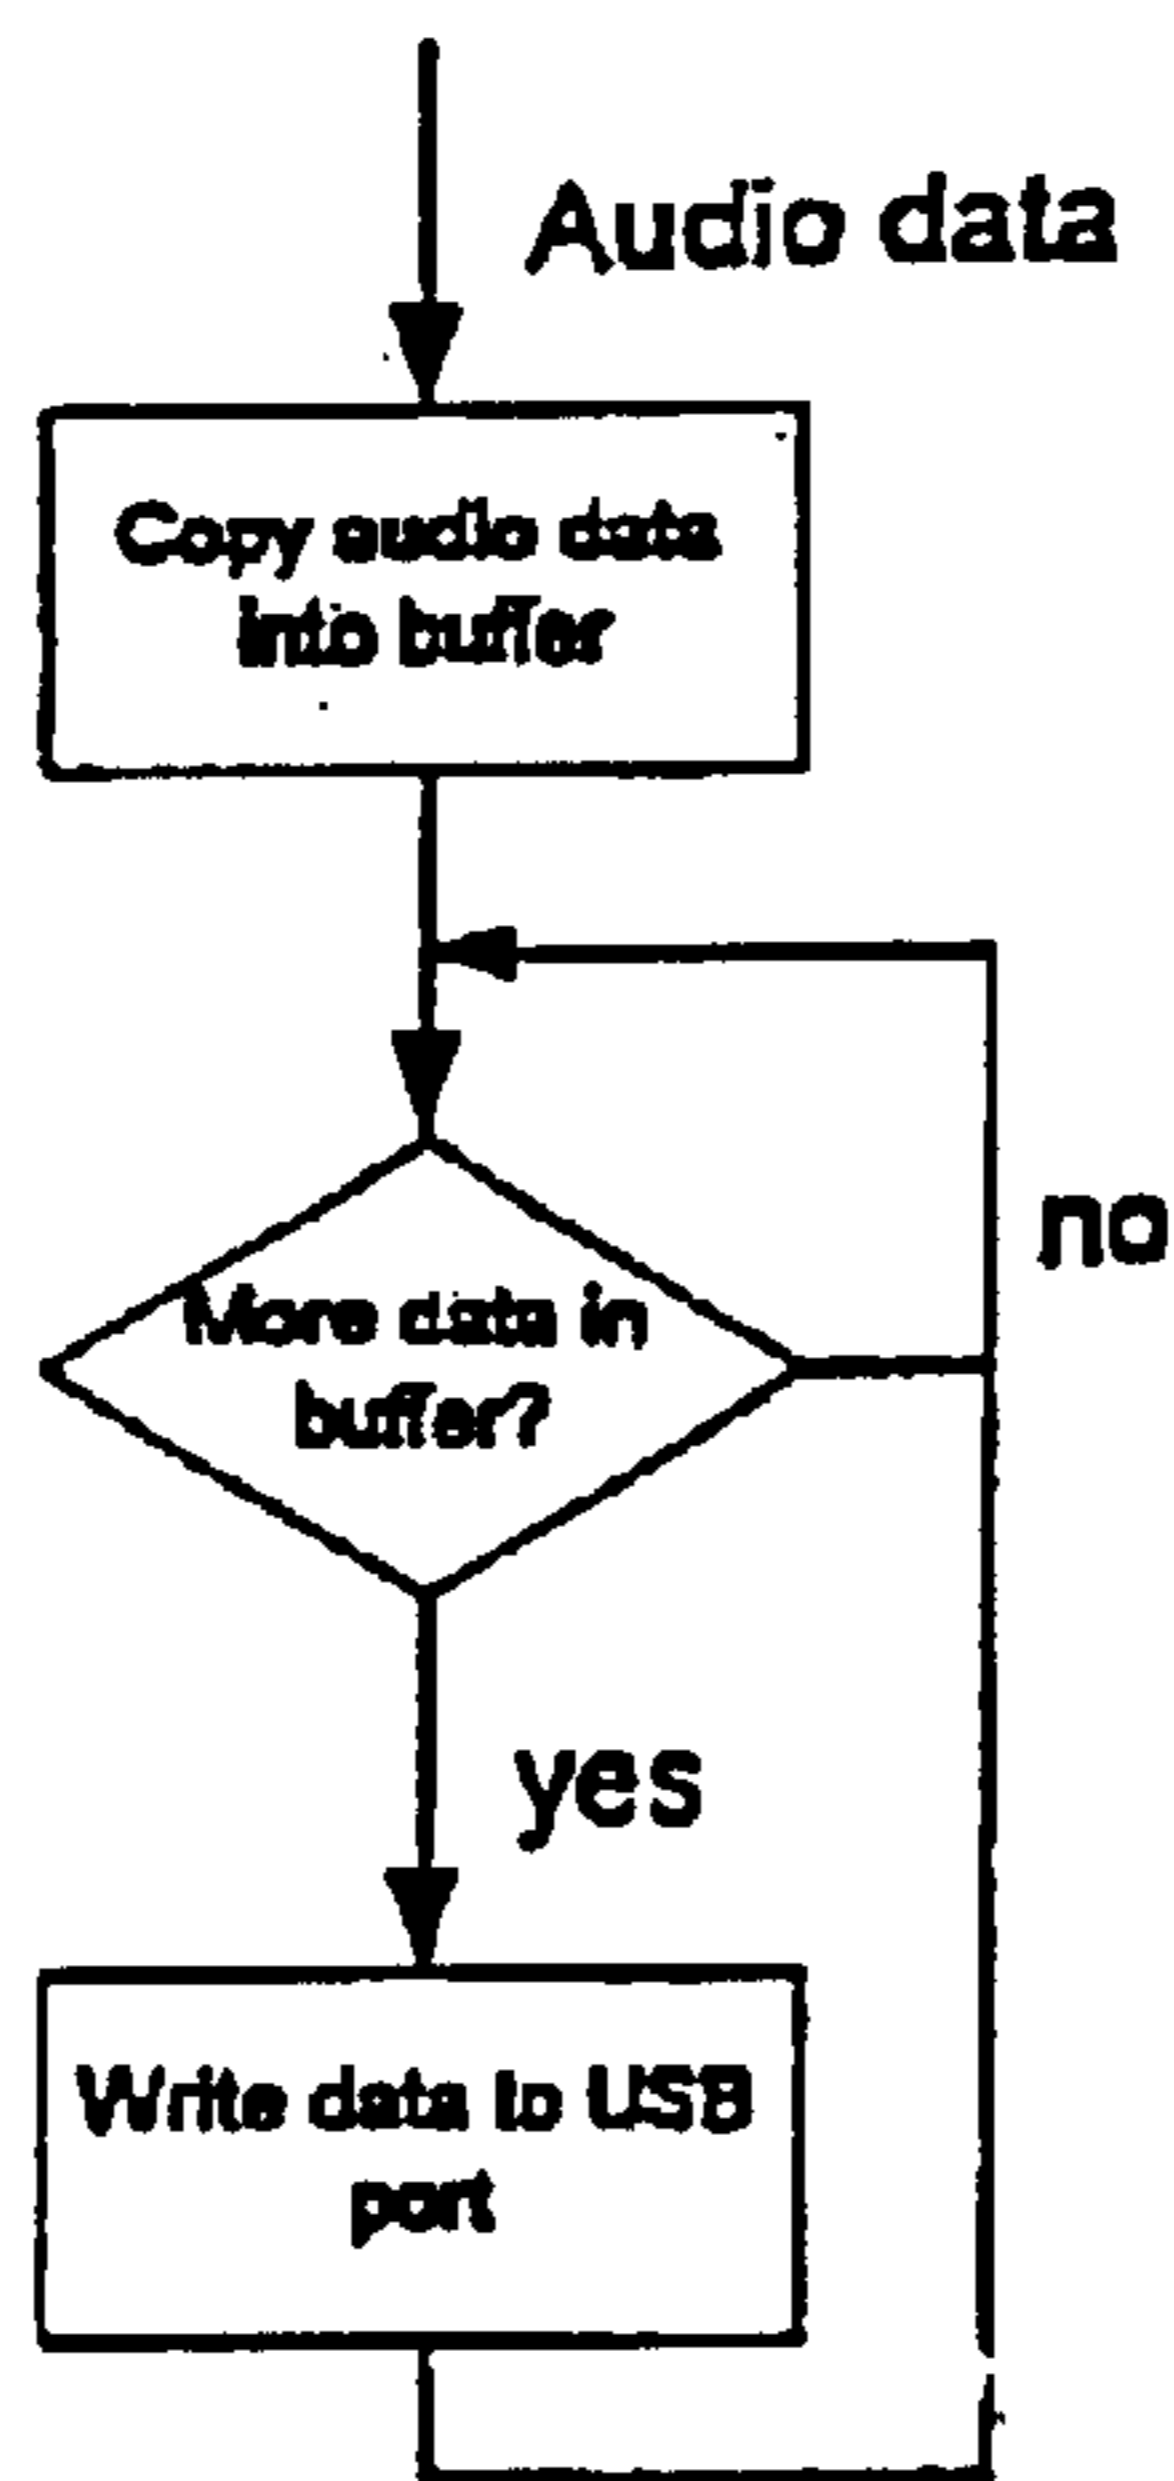 Audio data
Copy audio data
into buffer
no
More data in
buffer?
yes
Write data to USB
port